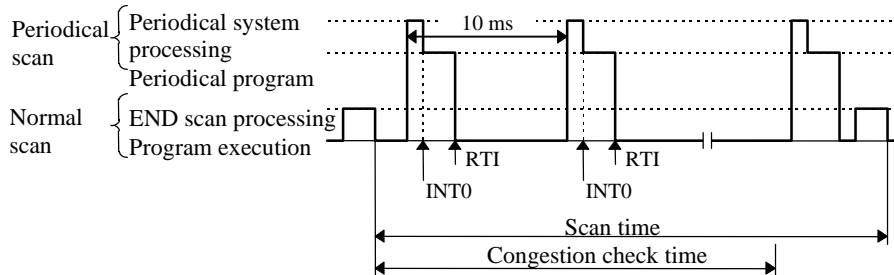 Periodical scan
Periodical system processing
Periodical program
Normal scan
END scan processing
Program execution
10 ms
RTI
INT0
RTI
INT0
Scan time
Congestion check time